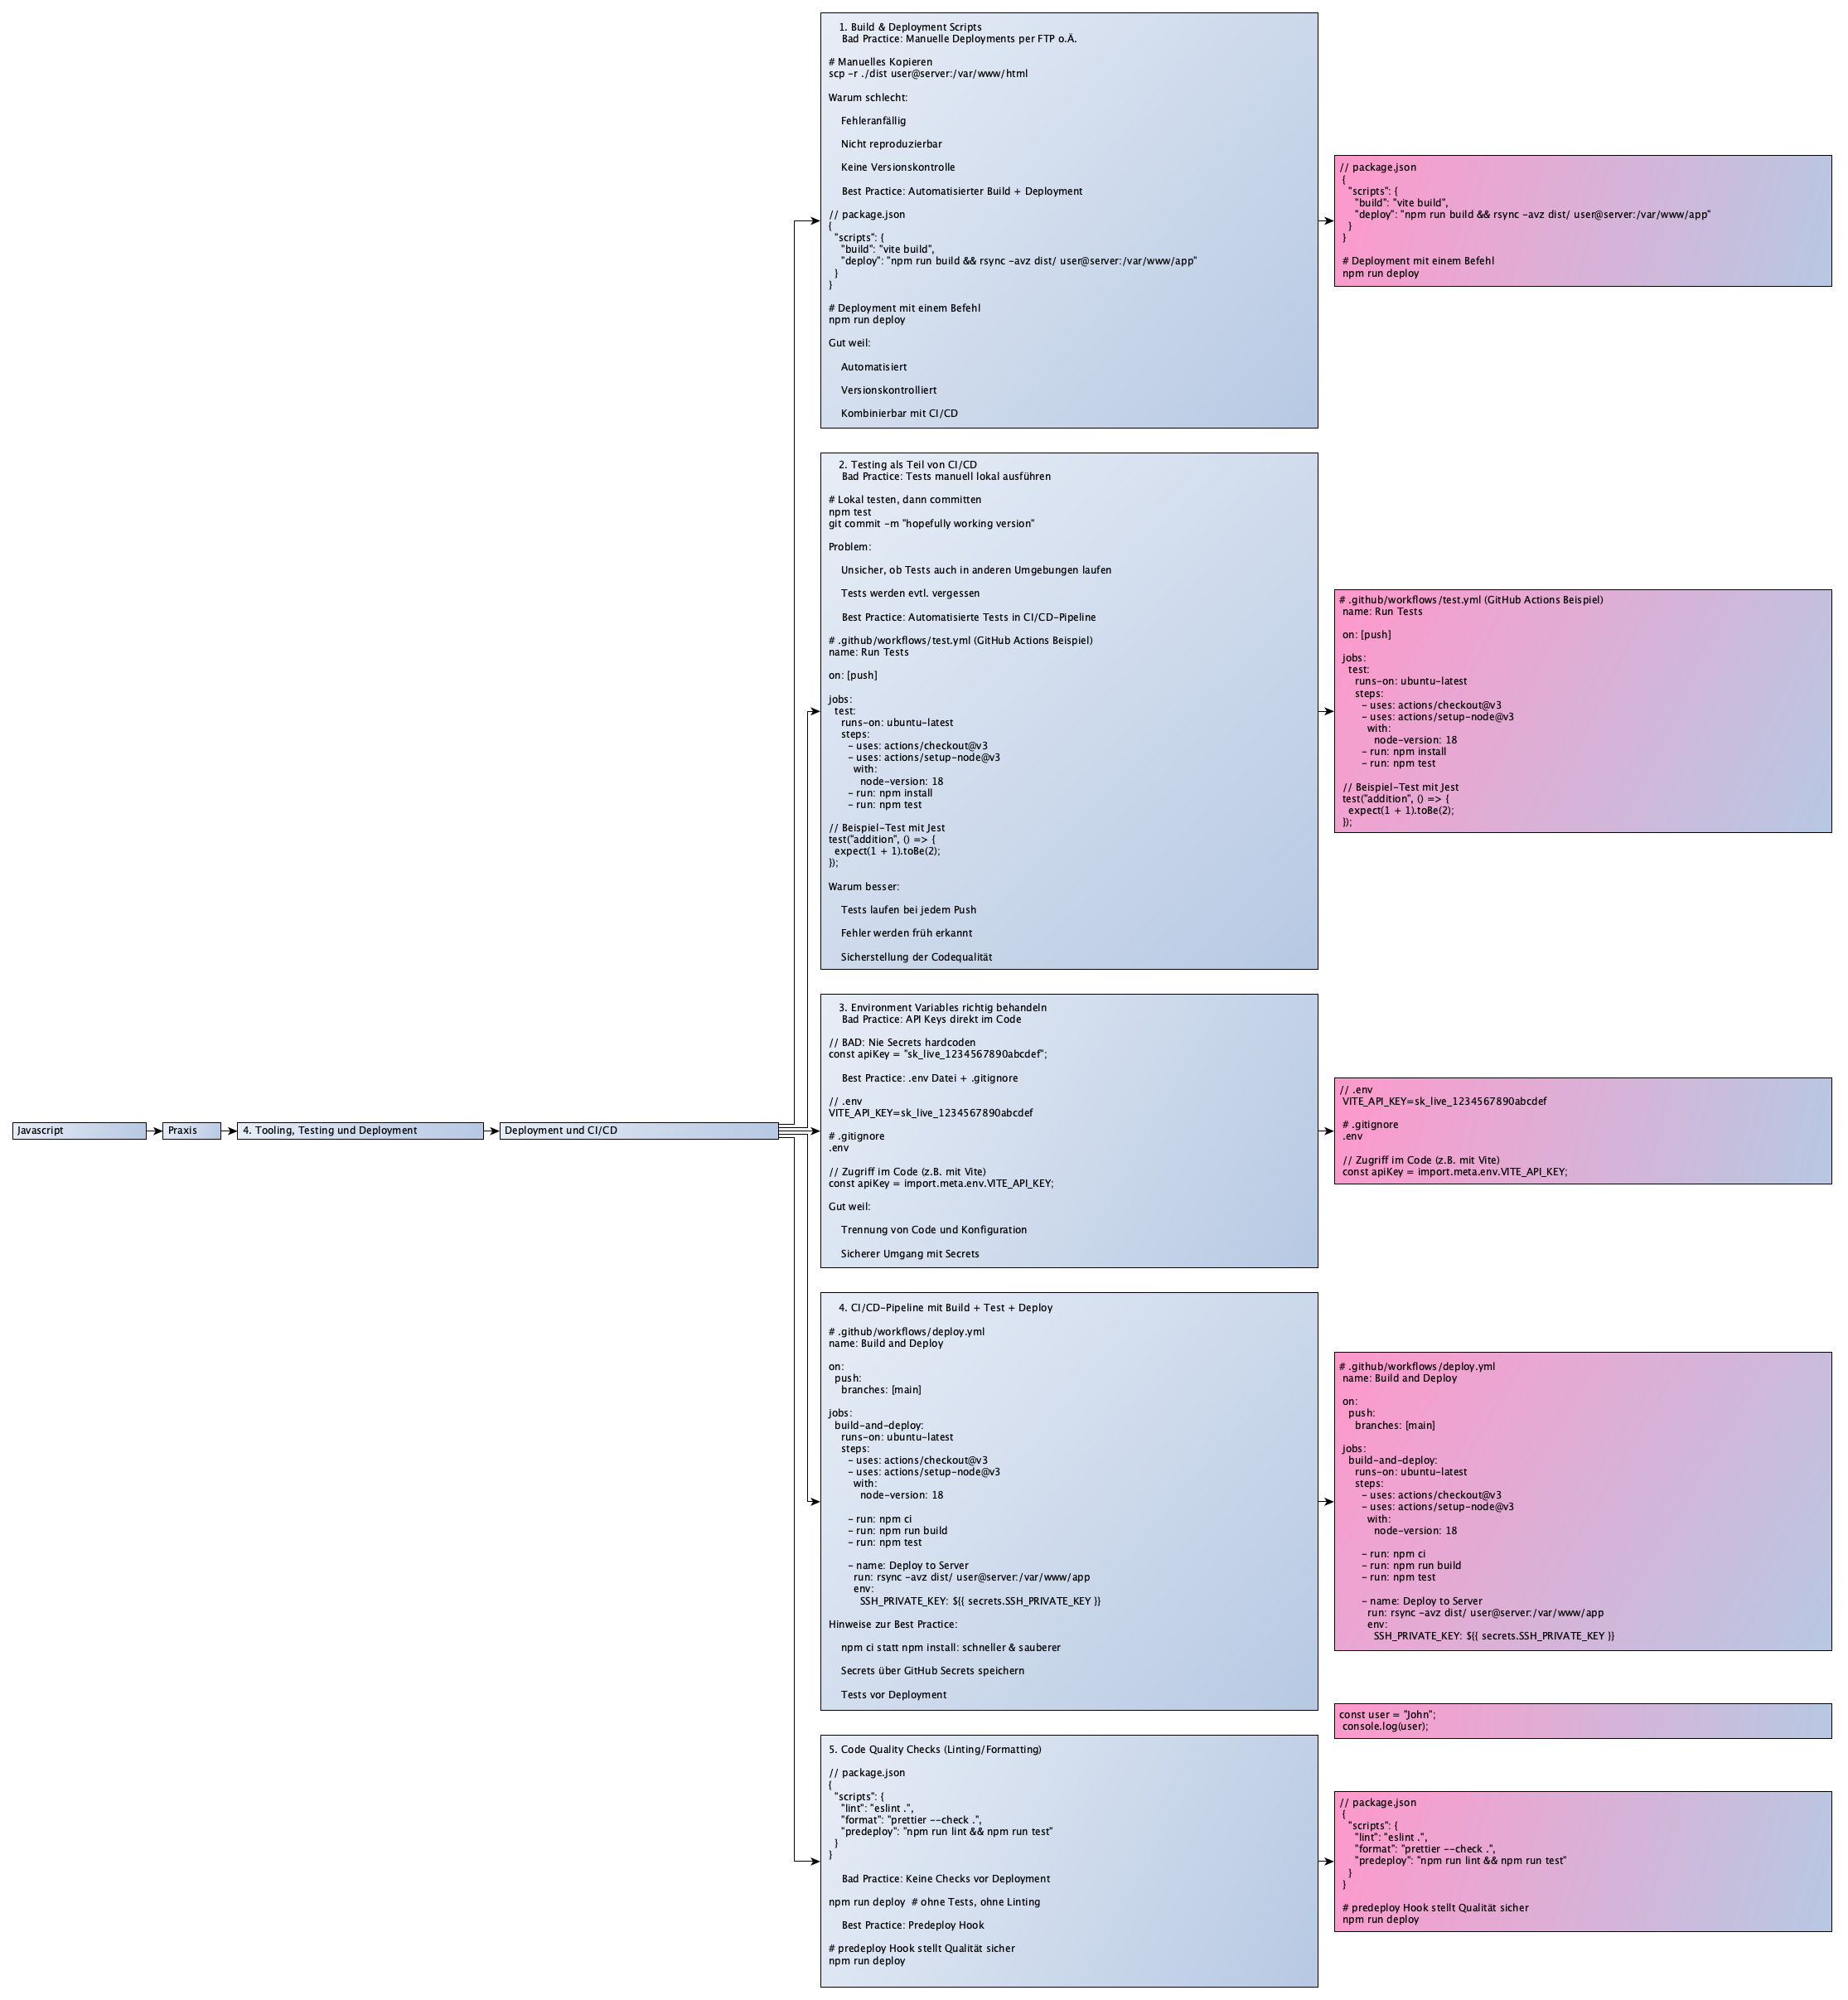 Javascript
Praxis
4. Tooling, Testing und Deployment
Deployment und CI/CD
1. Build & Deployment Scripts
Bad Practice: Manuelle Deployments per FTP o.Ä.
# Manuelles Kopieren
scp -r ./dist user@server:/var/www/html
Warum schlecht:
Fehleranfällig
Nicht reproduzierbar
Keine Versionskontrolle
Best Practice: Automatisierter Build + Deployment
// package.json
{
"scripts": {
"build": "vite build",
"deploy": "npm run build && rsync -avz dist/ user@server:/var/www/app"
}
}
# Deployment mit einem Befehl
npm run deploy
Gut weil:
Automatisiert
Versionskontrolliert
Kombinierbar mit CI/CD
// package.json
{
"scripts": {
"build": "vite build",
"deploy": "npm run build && rsync -avz dist/ user@server:/var/www/app"
}
}
# Deployment mit einem Befehl
npm run deploy
2. Testing als Teil von CI/CD
Bad Practice: Tests manuell lokal ausführen
# Lokal testen, dann committen
npm test
git commit -m "hopefully working version"
Problem:
Unsicher, ob Tests auch in anderen Umgebungen laufen
Tests werden evtl. vergessen
Best Practice: Automatisierte Tests in CI/CD-Pipeline
# .github/workflows/test.yml (GitHub Actions Beispiel)
name: Run Tests
on: [push]
jobs:
test:
runs-on: ubuntu-latest
steps:
- uses: actions/checkout@v3
- uses: actions/setup-node@v3
with:
node-version: 18
- run: npm install
- run: npm test
// Beispiel-Test mit Jest
test("addition", () => {
expect(1 + 1).toBe(2);
});
Warum besser:
Tests laufen bei jedem Push
Fehler werden früh erkannt
Sicherstellung der Codequalität
# .github/workflows/test.yml (GitHub Actions Beispiel)
name: Run Tests
on: [push]
jobs:
test:
runs-on: ubuntu-latest
steps:
- uses: actions/checkout@v3
- uses: actions/setup-node@v3
with:
node-version: 18
- run: npm install
- run: npm test
// Beispiel-Test mit Jest
test("addition", () => {
expect(1 + 1).toBe(2);
});
3. Environment Variables richtig behandeln
Bad Practice: API Keys direkt im Code
// BAD: Nie Secrets hardcoden
const apiKey = "sk_live_1234567890abcdef";
Best Practice: .env Datei + .gitignore
// .env
VITE_API_KEY=sk_live_1234567890abcdef
# .gitignore
.env
// Zugriff im Code (z.B. mit Vite)
const apiKey = import.meta.env.VITE_API_KEY;
Gut weil:
Trennung von Code und Konfiguration
Sicherer Umgang mit Secrets
// .env
VITE_API_KEY=sk_live_1234567890abcdef
# .gitignore
.env
// Zugriff im Code (z.B. mit Vite)
const apiKey = import.meta.env.VITE_API_KEY;
4. CI/CD-Pipeline mit Build + Test + Deploy
# .github/workflows/deploy.yml
name: Build and Deploy
on:
push:
branches: [main]
jobs:
build-and-deploy:
runs-on: ubuntu-latest
steps:
- uses: actions/checkout@v3
- uses: actions/setup-node@v3
with:
node-version: 18
- run: npm ci
- run: npm run build
- run: npm test
- name: Deploy to Server
run: rsync -avz dist/ user@server:/var/www/app
env:
SSH_PRIVATE_KEY: ${{ secrets.SSH_PRIVATE_KEY }}
Hinweise zur Best Practice:
npm ci statt npm install: schneller & sauberer
Secrets über GitHub Secrets speichern
Tests vor Deployment
# .github/workflows/deploy.yml
name: Build and Deploy
on:
push:
branches: [main]
jobs:
build-and-deploy:
runs-on: ubuntu-latest
steps:
- uses: actions/checkout@v3
- uses: actions/setup-node@v3
with:
node-version: 18
- run: npm ci
- run: npm run build
- run: npm test
- name: Deploy to Server
run: rsync -avz dist/ user@server:/var/www/app
env:
SSH_PRIVATE_KEY: ${{ secrets.SSH_PRIVATE_KEY }}
const user = "John";
console.log(user);
5. Code Quality Checks (Linting/Formatting)
// package.json
{
"scripts": {
"lint": "eslint .",
"format": "prettier --check .",
"predeploy": "npm run lint && npm run test"
}
}
Bad Practice: Keine Checks vor Deployment
npm run deploy # ohne Tests, ohne Linting
Best Practice: Predeploy Hook
# predeploy Hook stellt Qualität sicher
npm run deploy
// package.json
{
"scripts": {
"lint": "eslint .",
"format": "prettier --check .",
"predeploy": "npm run lint && npm run test"
}
}
# predeploy Hook stellt Qualität sicher
npm run deploy